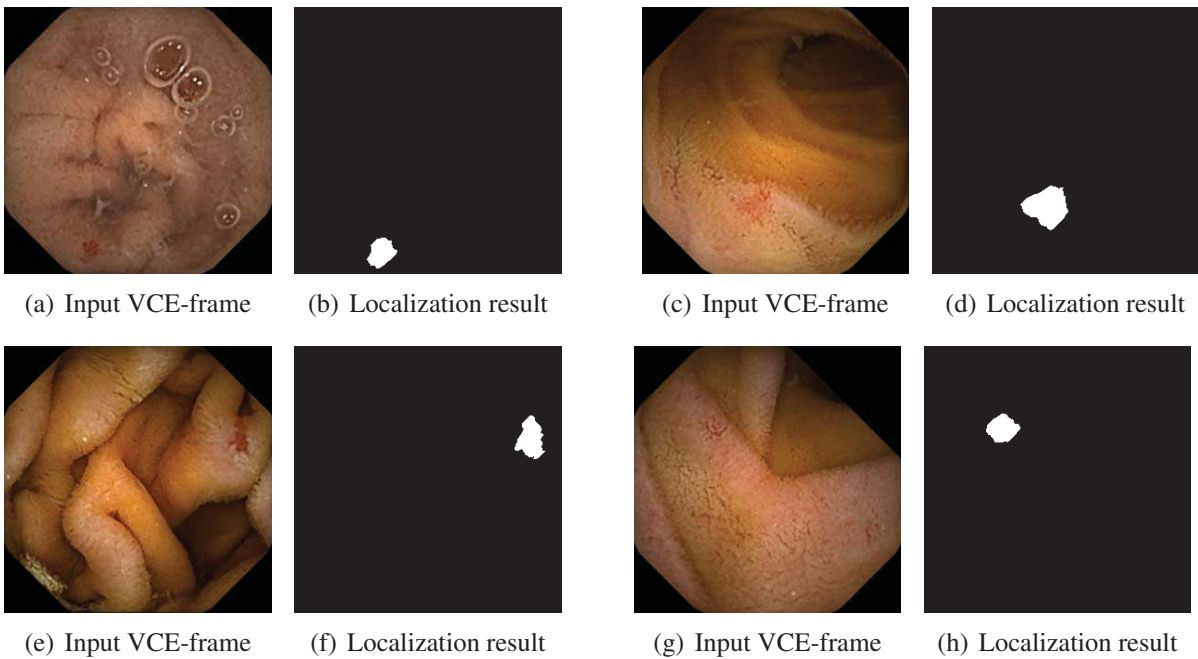 (a) Input VCE-frame (b) Localization result (c) Input VCE-frame (d) Localization result
(e) Input VCE-frame (f) Localization result (g) Input VCE-frame (h) Localization result